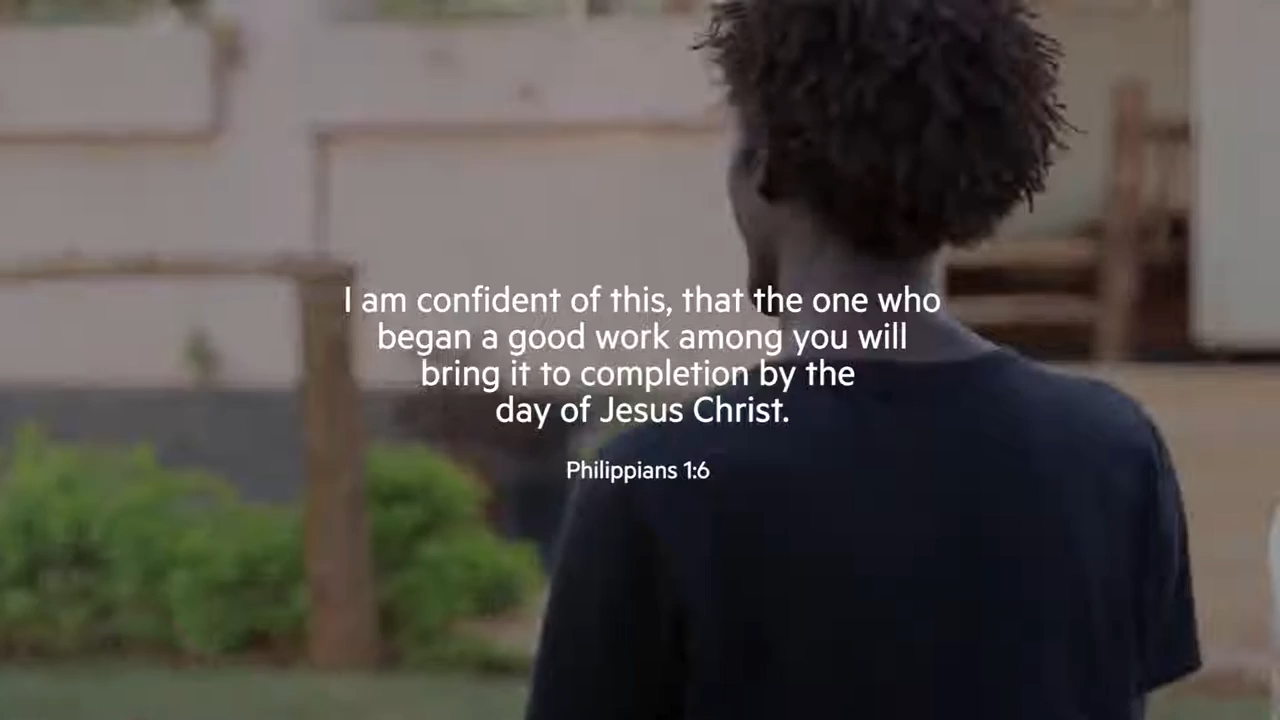 I am confident of this, that the one who
began a good work among you will
bring it to completion by the
day of Jesus Christ.
Philippians 1:6